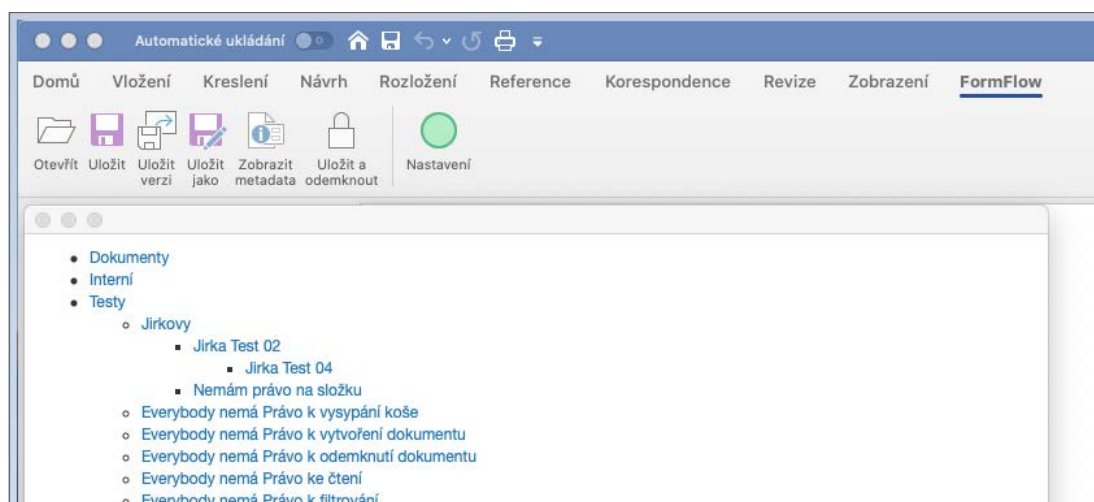 Automatické ukládání
Domů Vložení Kreslení Návrh Rozložení Reference Korespondence Revize Zobrazení FormFlow
Otevřít Uložit Uložit verzi Uložit jako Zobrazit metadata Uložit a odemknout Nastavení
Dokumenty
Interní
Testy
Jirkovy
Jirka Test 02
Jirka Test 04
Nemám právo na složku
Everybody nemá Právo k vysypání koše
Everybody nemá Právo k vytvoření dokumentu
Everybody nemá Právo k odemknutí dokumentu
Everybody nemá Právo ke čtení
Everybody nemá Právo k filtrování